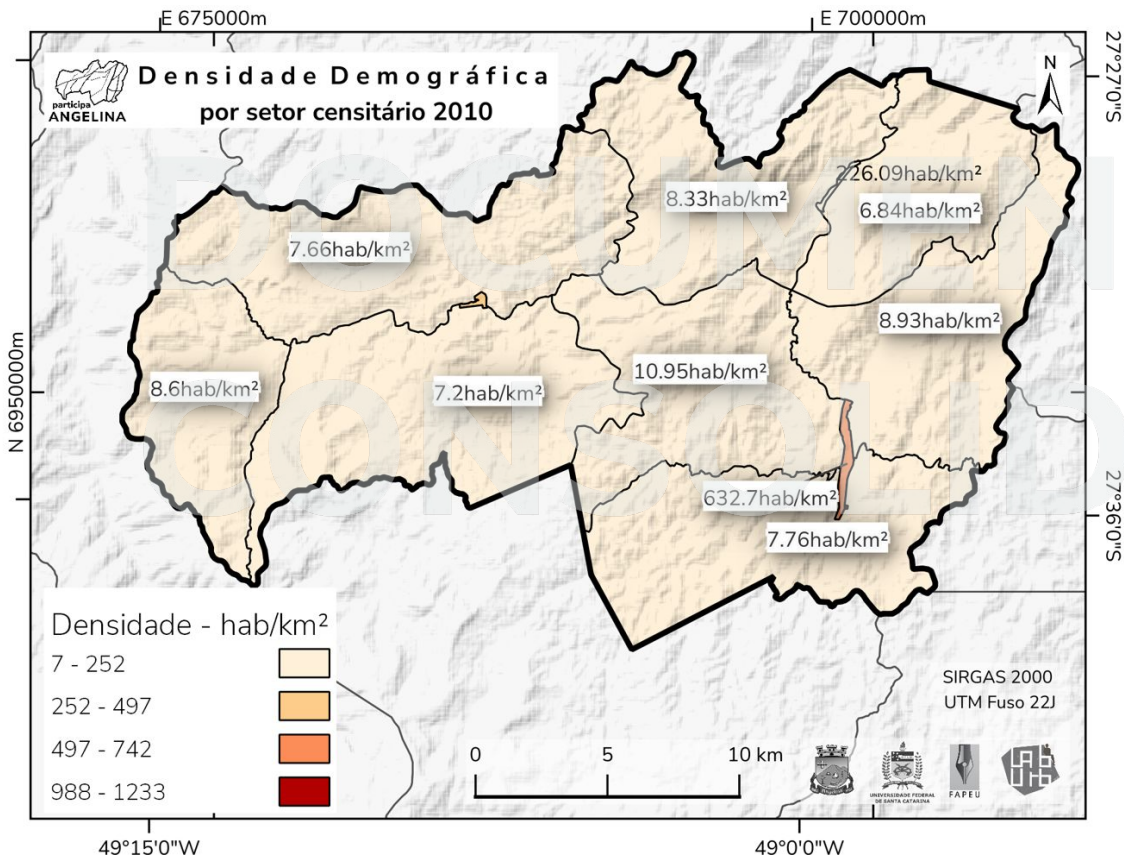 E 675000m
E 700000m
participa
ANGELINA
Densidade Demográfica
por setor censitário 2010
N
27°27'0"S
226.09hab/km²
8.33hab/km²
6.84hab/km²
7.66hab/km²
8.93hab/km²
N 6950000m
10.95hab/km²
8.6hab/km²
7.2hab/km²
632.7hab/km²
7.76hab/km²
27°36'0"S
DOCUMEN
CONSOLID
Densidade - hab/km²
7 - 252
252 - 497
497 - 742
988 - 1233
SIRGAS 2000
UTM Fuso 22J
0 5 10 km
UNIVERSIDADE FEDERAL
DE SANTA CATARINA
FAPEU
LAb
Urb
49°15'0"W
49°0'0"W